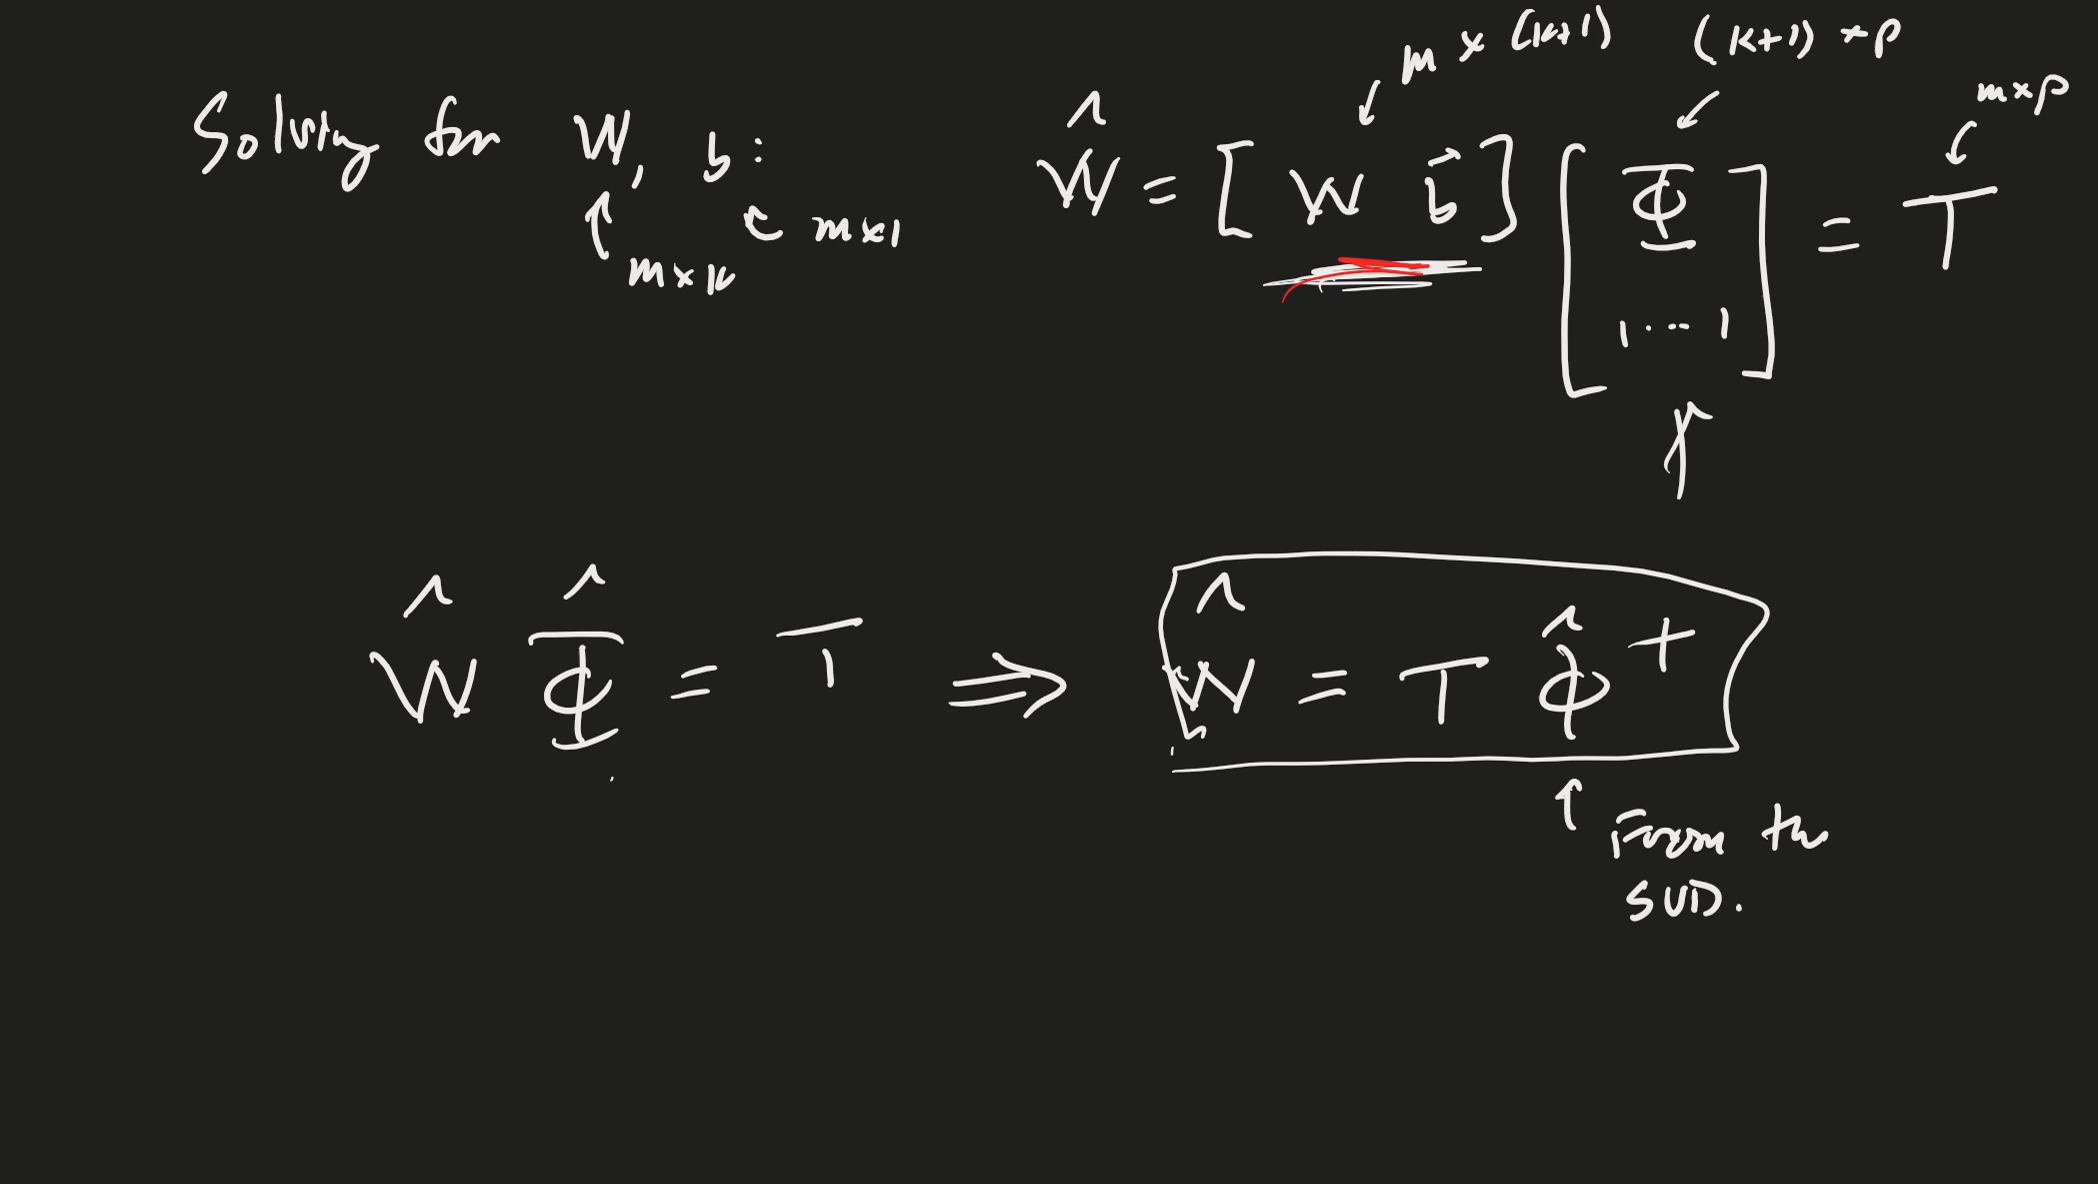 m × (k+1) (k+1) × p
m×p
Solving for W, b:
Ŵ = [ W b⃗ ] [ Φ
1 ... 1 ] = T
m×k
m×1
Ŵ Φ̂ = T ⇒ Ŵ = T Φ̂⁺
From the
SVD.